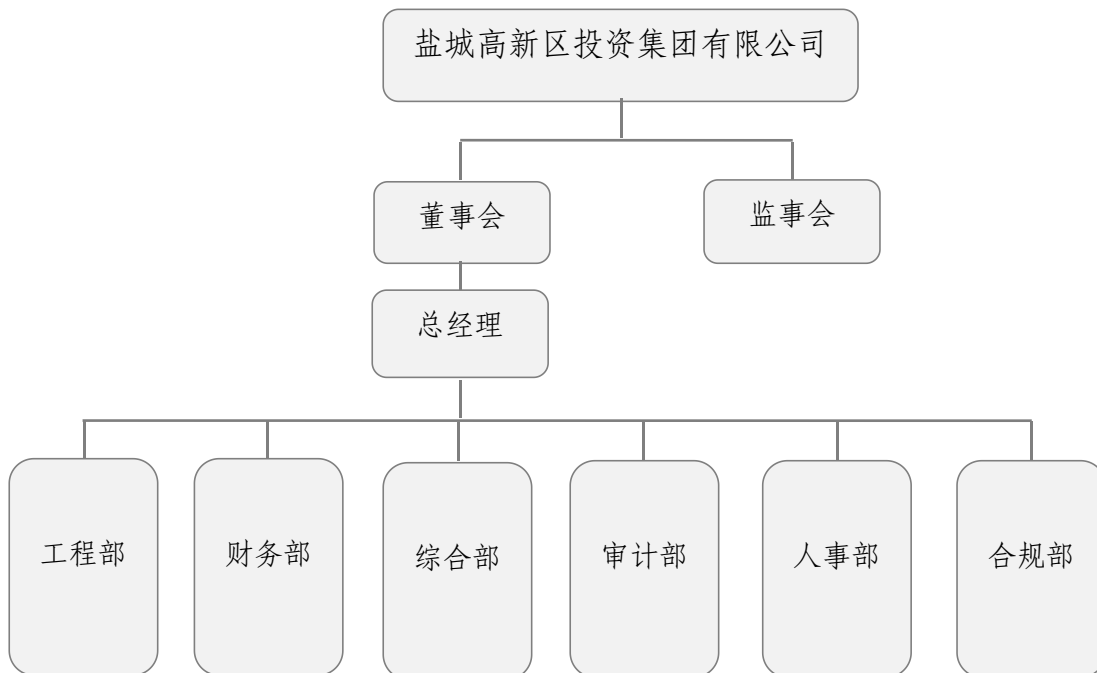 盐城高新区投资集团有限公司
董事会
监事会
总经理
工程部
财务部
综合部
审计部
人事部
合规部